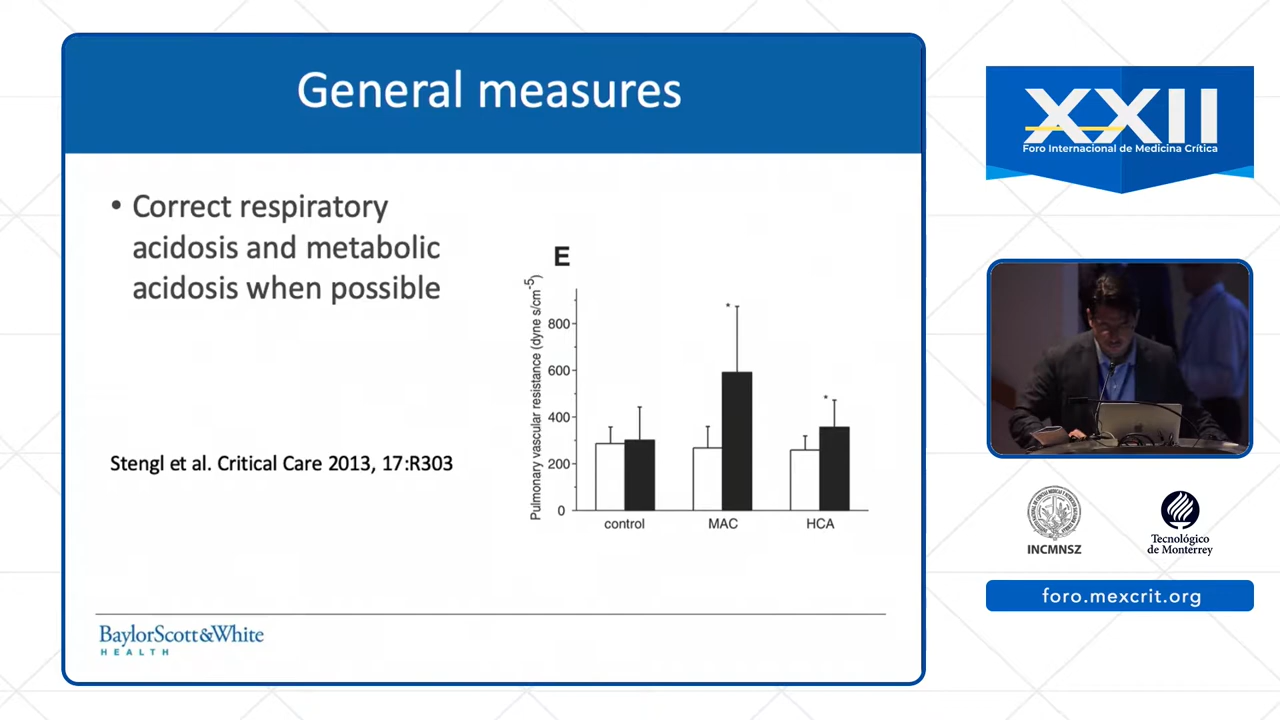 General measures
• Correct respiratory
acidosis and metabolic
acidosis when possible
Stengl et al. Critical Care 2013, 17:R303
E
Pulmonary vascular resistance (dyne s/cm-5)
800
600
400
200
0
*
*
control
MAC
HCA
BaylorScott&White
HEALTH
XXII
Foro Internacional de Medicina Crítica
INCMNSZ
Tecnológico
de Monterrey
foro.mexcrit.org